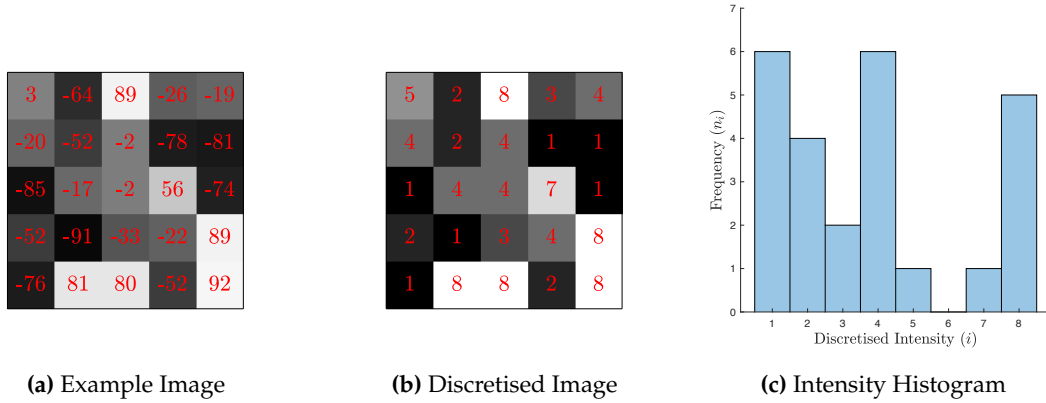 3 -64 89 -26 -19
-20 -52 -2 -78 -81
-85 -17 -2 56 -74
-52 -91 -33 -22 89
-76 81 80 -52 92
(a) Example Image
5 2 8 3 4
4 2 4 1 1
1 4 4 7 1
2 1 3 4 8
1 8 8 2 8
(b) Discretised Image
7
6
5
4
3
2
1
0
Frequency (nᵢ)
1 2 3 4 5 6 7 8
Discretised Intensity (i)
(c) Intensity Histogram